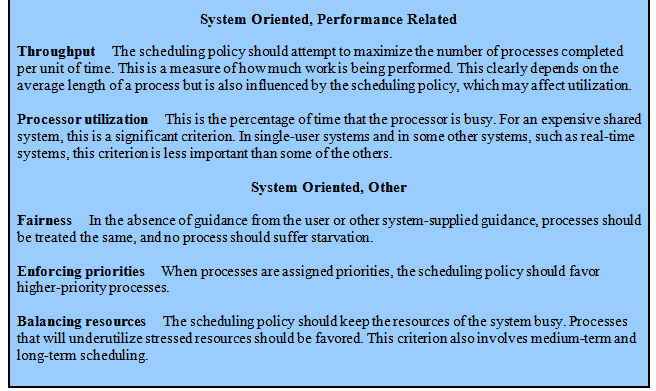 System Oriented, Performance Related
Throughput The scheduling policy should attempt to maximize the number of processes completed
per unit of time. This is a measure of how much work is being performed. This clearly depends on the
average length of a process but is also influenced by the scheduling policy, which may affect utilization.
Processor utilization This is the percentage of time that the processor is busy. For an expensive shared
system, this is a significant criterion. In single-user systems and in some other systems, such as real-time
systems, this criterion is less important than some of the others.
System Oriented, Other
Fairness In the absence of guidance from the user or other system-supplied guidance, processes should
be treated the same, and no process should suffer starvation.
Enforcing priorities When processes are assigned priorities, the scheduling policy should favor
higher-priority processes.
Balancing resources The scheduling policy should keep the resources of the system busy. Processes
that will underutilize stressed resources should be favored. This criterion also involves medium-term and
long-term scheduling.